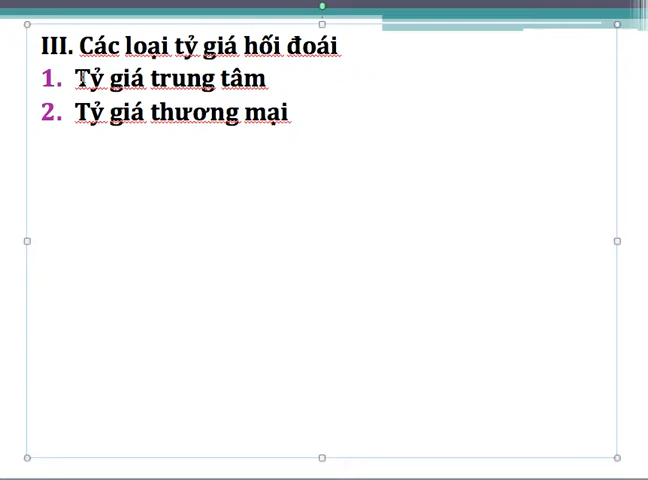 III. Các loại tỷ giá hối đoái
1. Tỷ giá trung tâm
2. Tỷ giá thương mại